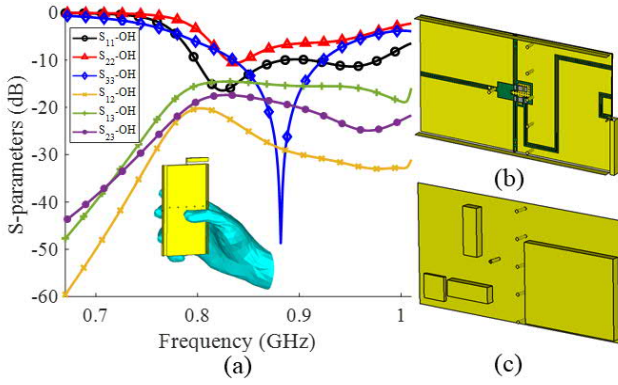 0
-10
-20
-30
-40
-50
-60
S-parameters (dB)
S11-OH
S22-OH
S33-OH
S12-OH
S13-OH
S23-OH
0.7
0.8
0.9
1
Frequency (GHz)
(a)
(b)
(c)